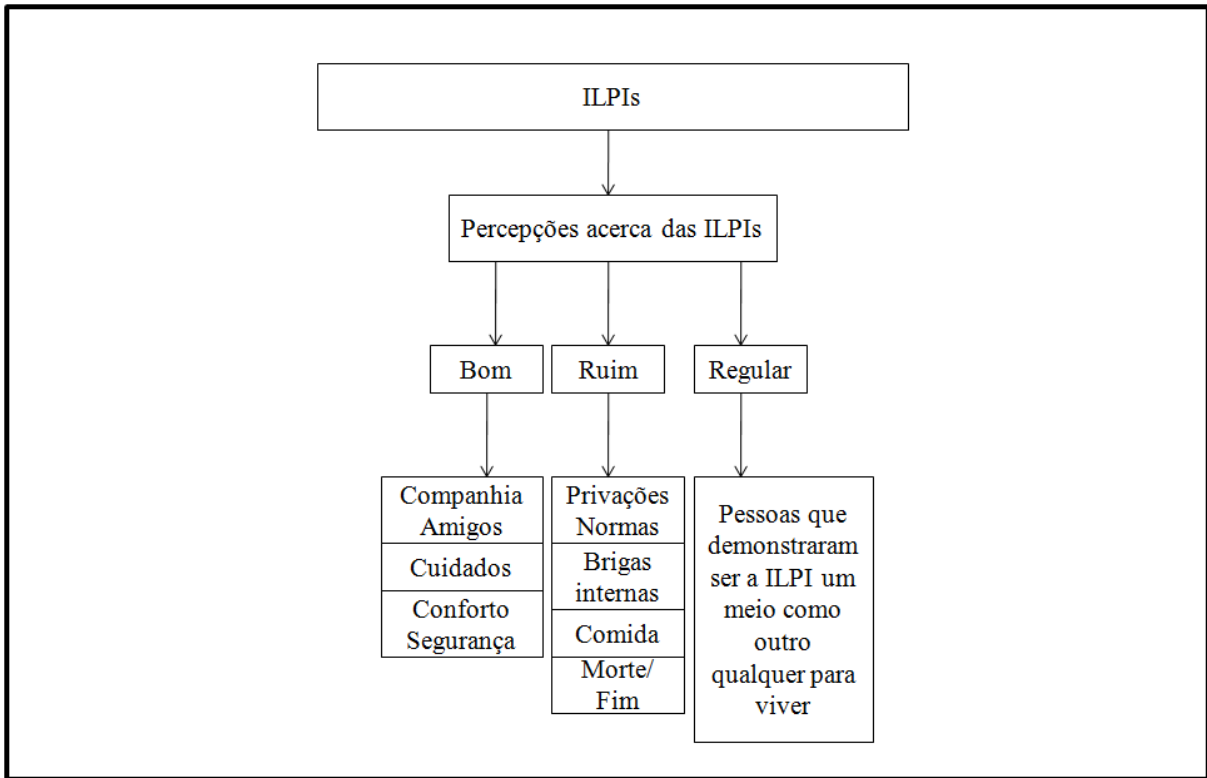 ILPIs
Percepções acerca das ILPIs
Bom
Ruim
Regular
Companhia
Amigos
Cuidados
Conforto
Segurança
Privações
Normas
Brigas
internas
Comida
Morte/
Fim
Pessoas que
demonstraram
ser a ILPI um
meio como
outro
qualquer para
viver